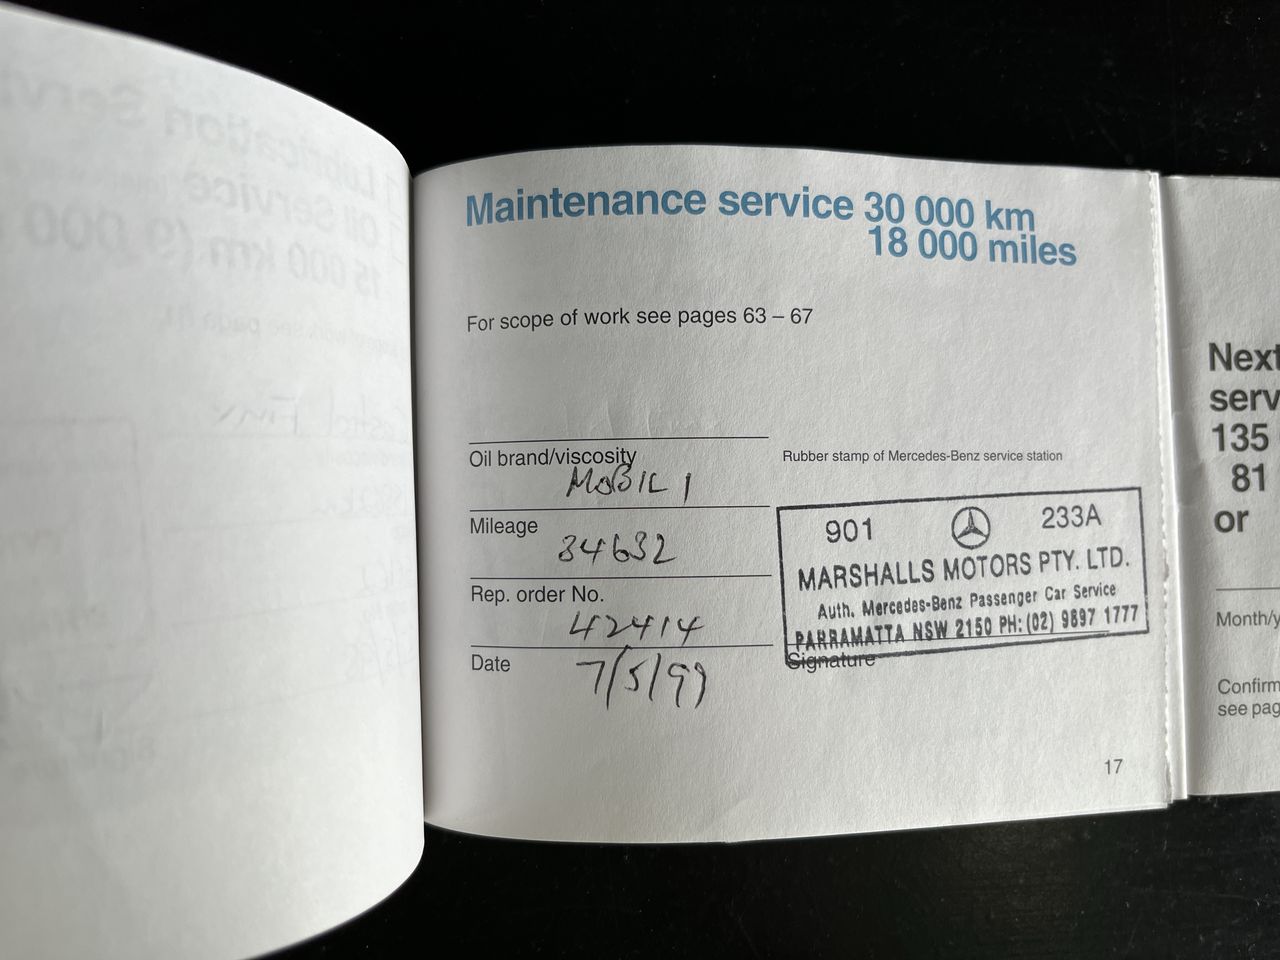 Maintenance service 30 000 km
18 000 miles
For scope of work see pages 63 – 67
Oil brand/viscosity
MOBIL 1
Mileage
34632
Rep. order No.
42414
Date
7/5/99
Rubber stamp of Mercedes-Benz service station
901 233A
MARSHALLS MOTORS PTY. LTD.
Auth. Mercedes-Benz Passenger Car Service
PARRAMATTA NSW 2150 PH: (02) 9897 1777
Signature
17
Next
serv
135
81
or
Month/y
Confirm
see pag